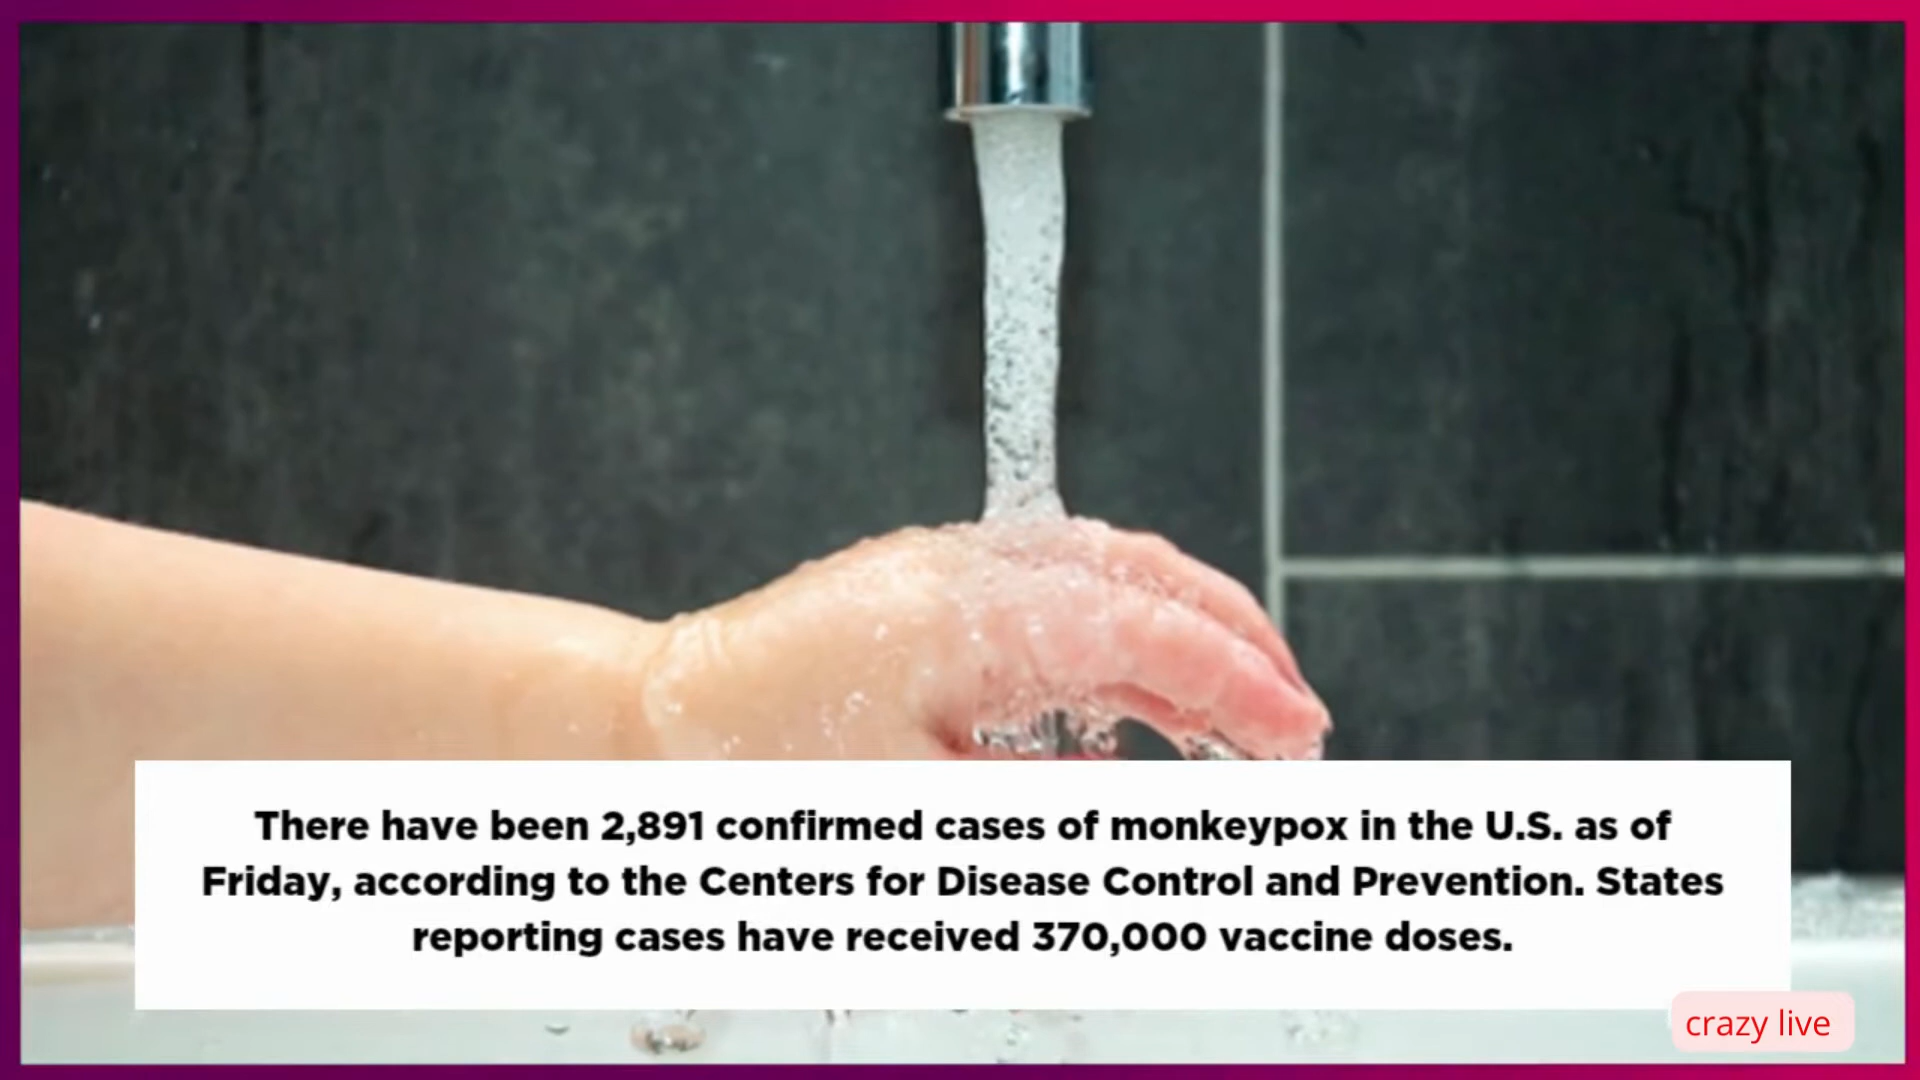 There have been 2,891 confirmed cases of monkeypox in the U.S. as of
Friday, according to the Centers for Disease Control and Prevention. States
reporting cases have received 370,000 vaccine doses.
crazy live